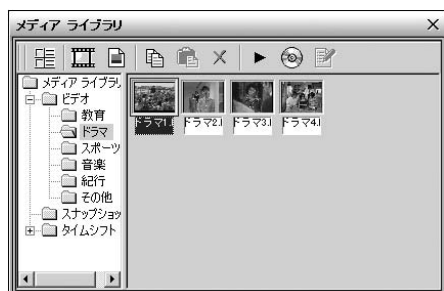 メディア ライブラリ
メディア ライブラ
ビデオ
教育
ドラマ
スポーツ
音楽
紀行
その他
スナップショッ
タイムシフト
ドラマ1.
ドラマ2.
ドラマ3.
ドラマ4.